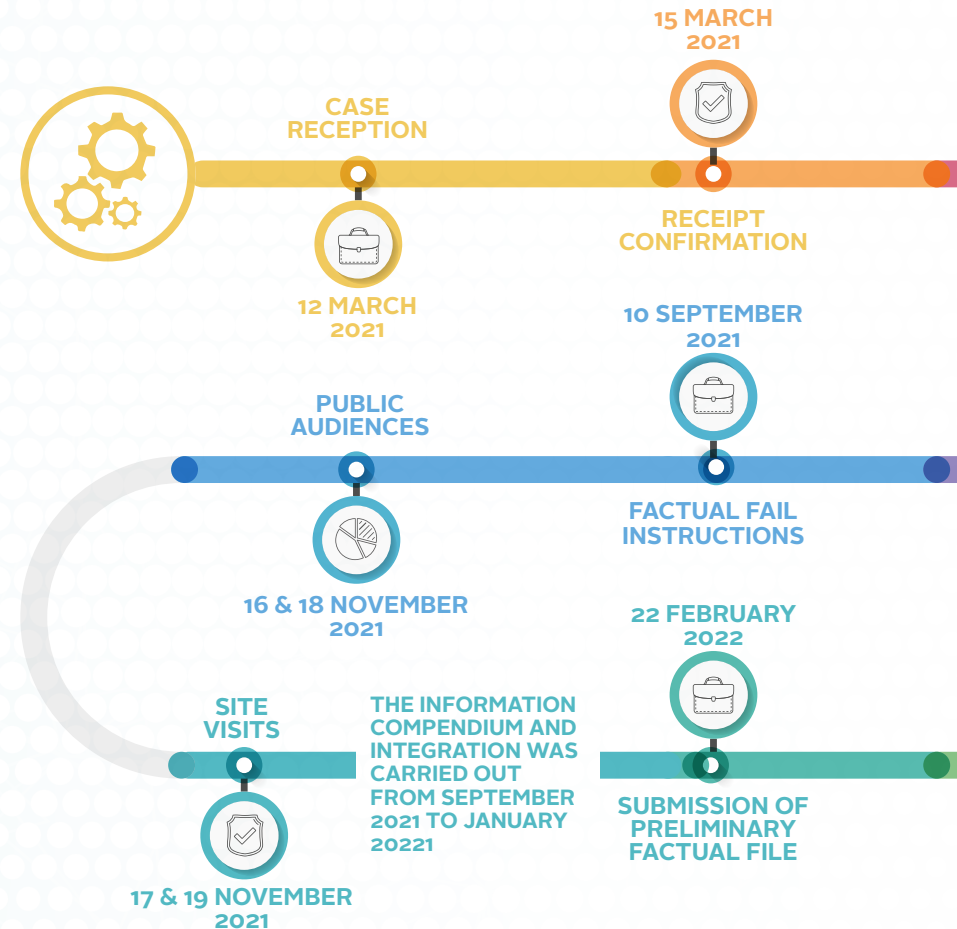 CASE
RECEPTION
12 MARCH
2021
15 MARCH
2021
RECEIPT
CONFIRMATION
10 SEPTEMBER
2021
FACTUAL FAIL
INSTRUCTIONS
PUBLIC
AUDIENCES
16 & 18 NOVEMBER
2021
SITE
VISITS
17 & 19 NOVEMBER
2021
THE INFORMATION
COMPENDIUM AND
INTEGRATION WAS
CARRIED OUT
FROM SEPTEMBER
2021 TO JANUARY
20221
22 FEBRUARY
2022
SUBMISSION OF
PRELIMINARY
FACTUAL FILE